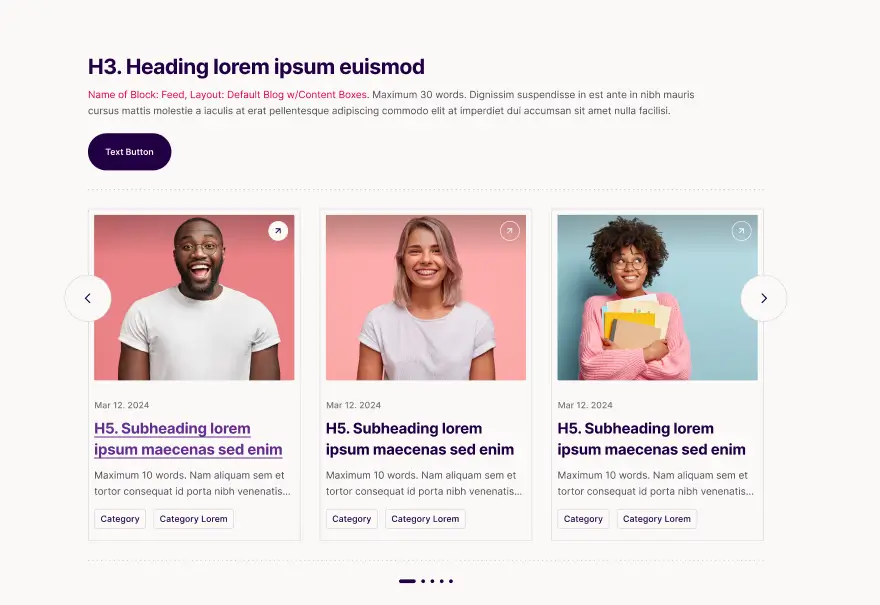 H3. Heading lorem ipsum euismod
Name of Block: Feed, Layout: Default Blog w/Content Boxes. Maximum 30 words. Dignissim suspendisse in est ante in nibh mauris
cursus mattis molestie a iaculis at erat pellentesque adipiscing commodo elit at imperdiet dui accumsan sit amet nulla facilisi.
Text Button
Mar 12. 2024
H5. Subheading lorem
ipsum maecenas sed enim
Maximum 10 words. Nam aliquam sem et
tortor consequat id porta nibh venenatis...
Category Category Lorem
Mar 12. 2024
H5. Subheading lorem
ipsum maecenas sed enim
Maximum 10 words. Nam aliquam sem et
tortor consequat id porta nibh venenatis...
Category Category Lorem
Mar 12. 2024
H5. Subheading lorem
ipsum maecenas sed enim
Maximum 10 words. Nam aliquam sem et
tortor consequat id porta nibh venenatis...
Category Category Lorem